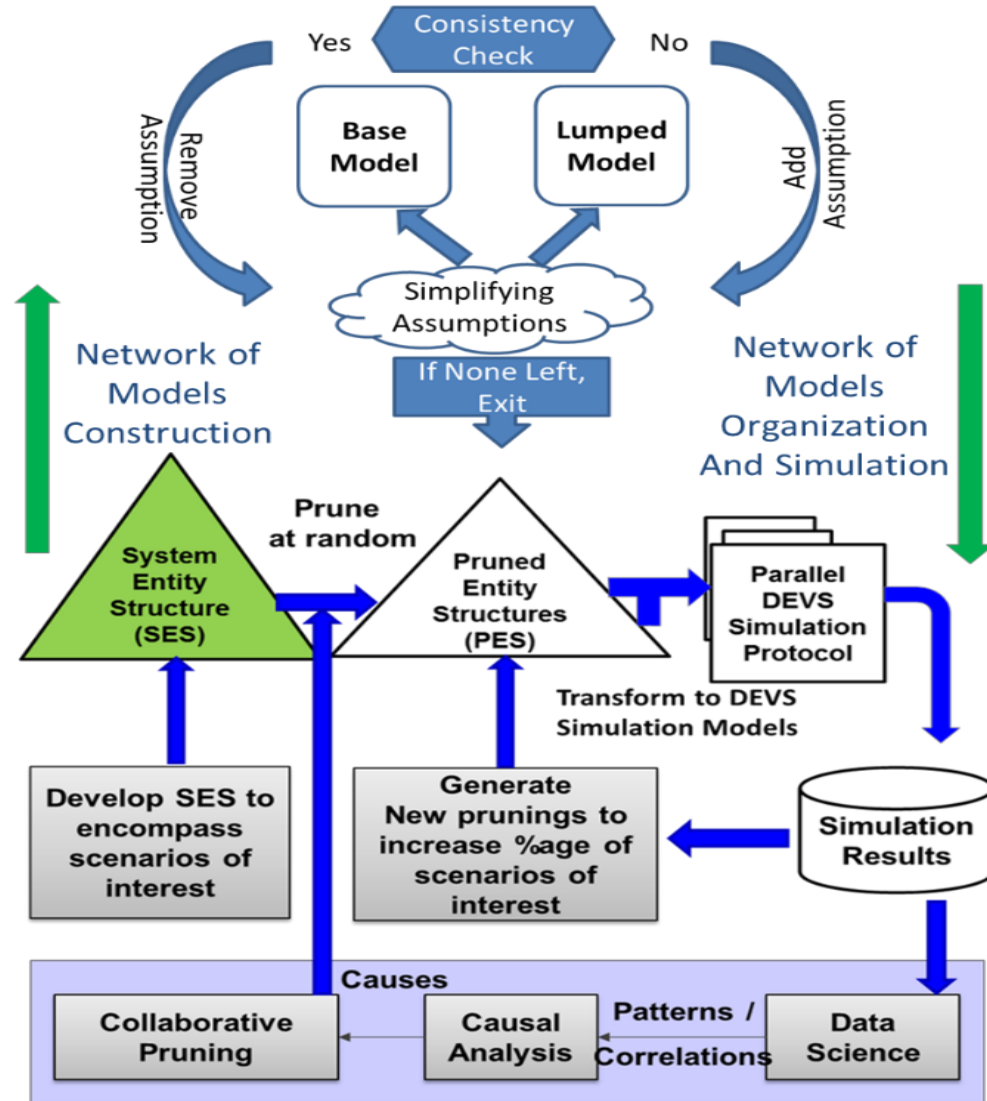 Consistency
Check
Yes
No
Remove
Assumption
Add
Assumption
Base
Model
Lumped
Model
Simplifying
Assumptions
If None Left,
Exit
Network of
Models
Construction
Network of
Models
Organization
And Simulation
System
Entity
Structure
(SES)
Prune
at random
Pruned
Entity
Structures
(PES)
Parallel
DEVS
Simulation
Protocol
Transform to DEVS
Simulation Models
Develop SES to
encompass
scenarios of
interest
Generate
New prunings to
increase %age of
scenarios of
interest
Simulation
Results
Causes
Collaborative
Pruning
Causal
Analysis
Patterns /
Correlations
Data
Science